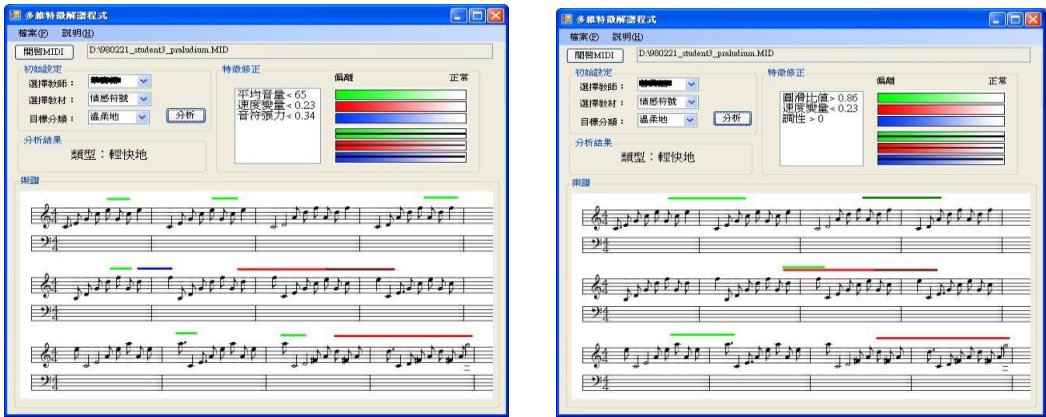 多維特徵解譜程式
檔案(F) 說明(H)
開啓MIDI D:\980221_student3_praludium.MID
初始設定
選擇教師：
選擇教材： 情感符號
目標分類： 溫柔地 分析
特徵修正
平均音量< 65
速度變量< 0.23
音符張力< 0.34
偏離 正常
分析結果
類型：輕快地
樂譜
多維特徵解譜程式
檔案(F) 說明(H)
開啓MIDI D:\980221_student3_praludium.MID
初始設定
選擇教師：
選擇教材： 情感符號
目標分類： 溫柔地 分析
特徵修正
圓滑比值> 0.86
速度變量< 0.23
調性 > 0
偏離 正常
分析結果
類型：輕快地
樂譜